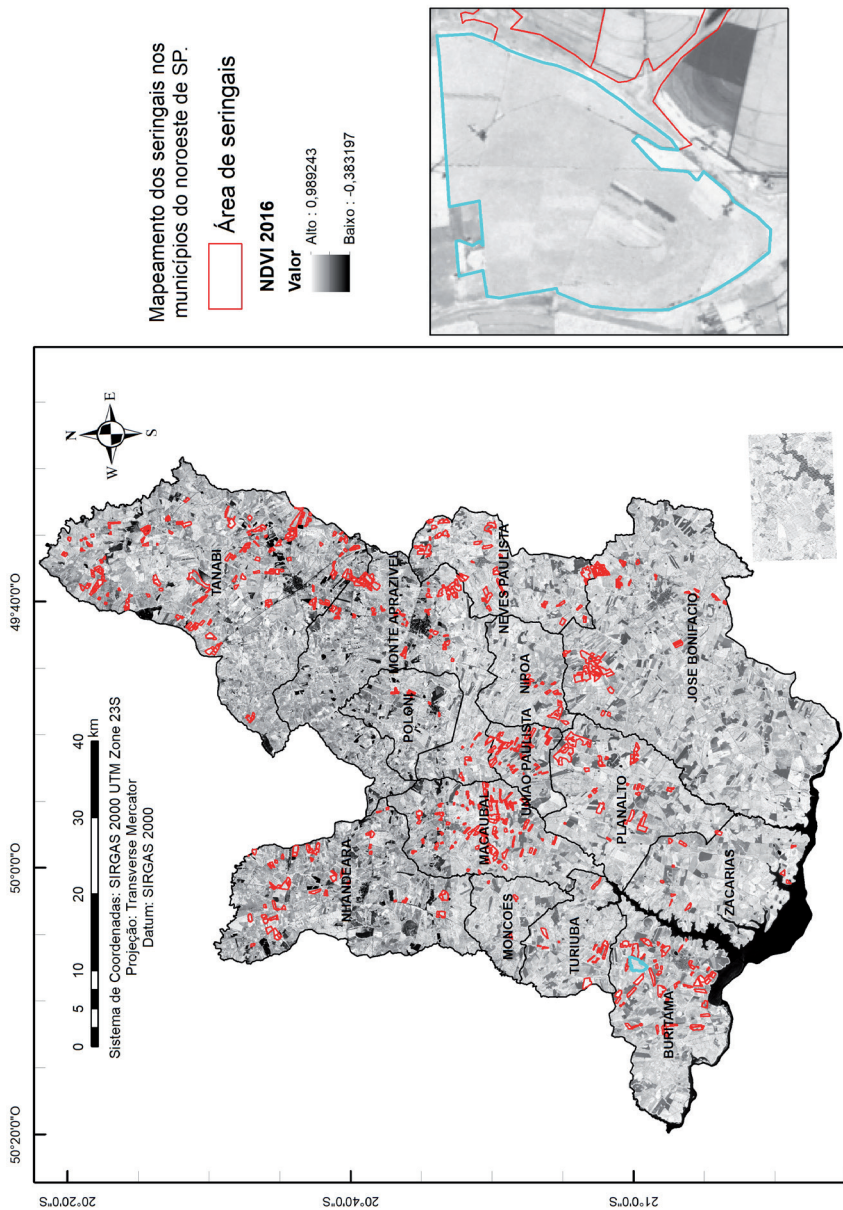 Mapeamento dos seringais nos
municípios do noroeste de SP.
Área de seringais
NDVI 2016
Valor
Alto : 0,989243
Baixo : -0,383197
N
W
E
S
50°20'0"O
50°0'0"O
49°40'0"O
20°20'0"S
20°40'0"S
21°0'0"S
0 5 10 20 30 40
km
Sistema de Coordenadas: SIRGAS 2000 UTM Zone 23S
Projeção: Transverse Mercator
Datum: SIRGAS 2000
TANABI
MONTE APRAZIVEL
POLONI
NHANDEARA
NEVES PAULISTA
NIPOA
UNIÃO PAULISTA
MACAUBAL
MONCOES
TURIUBA
PLANALTO
JOSE BONIFACIO
ZACARIAS
BURITAMA